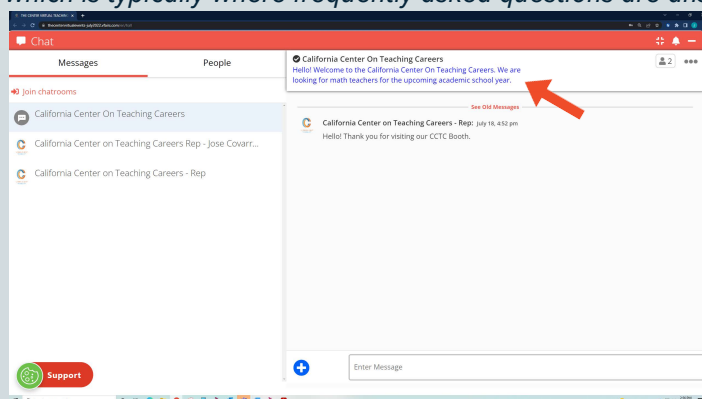 which is typically where frequently asked questions are
THE CENTER VIRTUAL TEACHER
Chat
Messages People
Join chatrooms
California Center On Teaching Careers
California Center on Teaching Careers Rep - Jose Covarr...
California Center on Teaching Careers - Rep
Support
California Center On Teaching Careers
2
Hello! Welcome to the California Center On Teaching Careers. We are
looking for math teachers for the upcoming academic school year.
See Old Messages
California Center on Teaching Careers - Rep: July 18, 4:52 pm
Hello! Thank you for visiting our CCTC Booth.
Enter Message